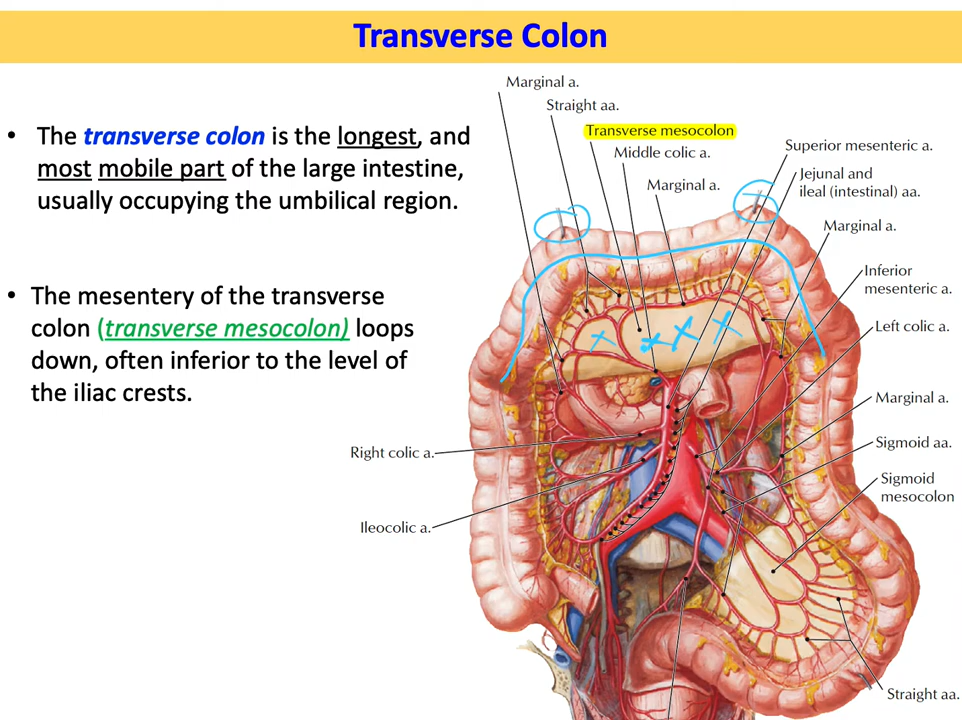 Transverse Colon
• The transverse colon is the longest, and
most mobile part of the large intestine,
usually occupying the umbilical region.
• The mesentery of the transverse
colon (transverse mesocolon) loops
down, often inferior to the level of
the iliac crests.
Marginal a.
Straight aa.
Transverse mesocolon
Middle colic a.
Marginal a.
Superior mesenteric a.
Jejunal and
ileal (intestinal) aa.
Marginal a.
Inferior
mesenteric a.
Left colic a.
Marginal a.
Sigmoid aa.
Sigmoid
mesocolon
Right colic a.
Ileocolic a.
Straight aa.